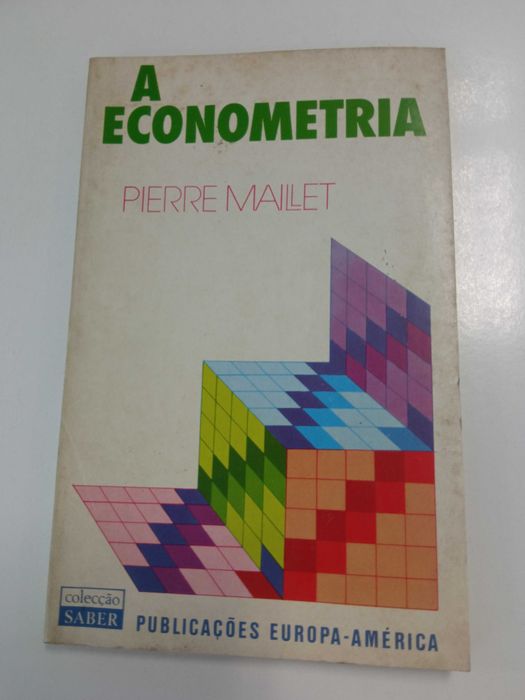 A
ECONOMETRIA
PIERRE MAILLET
colecção
SABER
PUBLICAÇÕES EUROPA-AMÉRICA